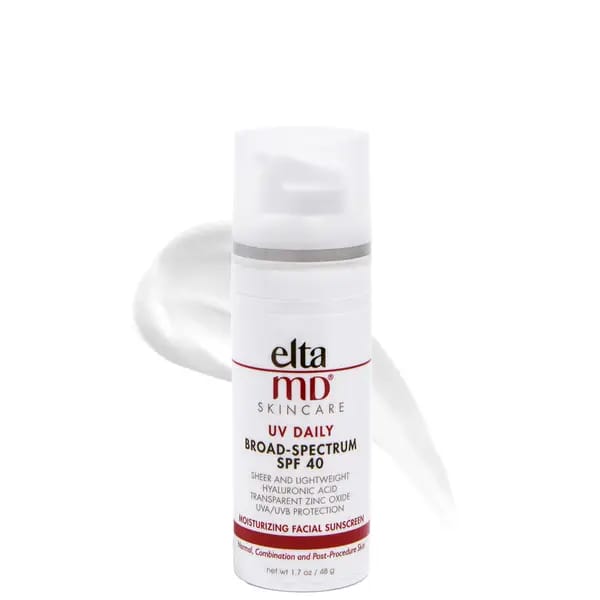 elta
MD®
SKINCARE
UV DAILY
BROAD-SPECTRUM
SPF 40
SHEER AND LIGHTWEIGHT
HYALURONIC ACID
TRANSPARENT ZINC OXIDE
UVA/UVB PROTECTION
MOISTURIZING FACIAL SUNSCREEN
Normal, Combination and Post-Procedure Skin
net wt 1.7 oz / 48 g